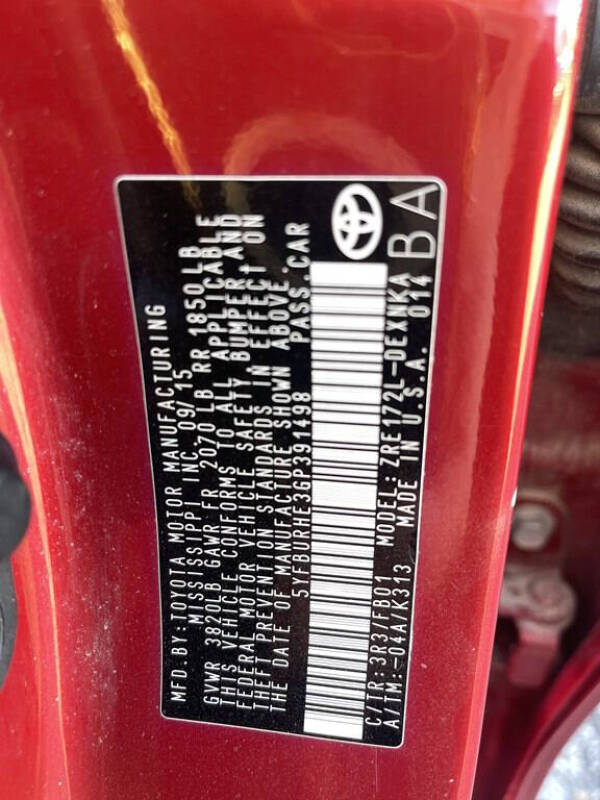 MFD.BY:TOYOTA MOTOR MANUFACTURING
MISSISSIPPI INC. 09/15
GVWR 3820LB GAWR FR 2070 LB RR 1850LB
THIS VEHICLE CONFORMS TO ALL APPLICABLE
FEDERAL MOTOR VEHICLE SAFETY, BUMPER, AND
THEFT PREVENTION STANDARDS IN EFFECT ON
THE DATE OF MANUFACTURE SHOWN ABOVE.
5YFBURHE3GP391498 PASS.CAR
C/TR:3R3/FB01 MODEL:ZRE172L-DEXNKA
A/TM:-04A/K313 MADE IN U.S.A. 014
BA